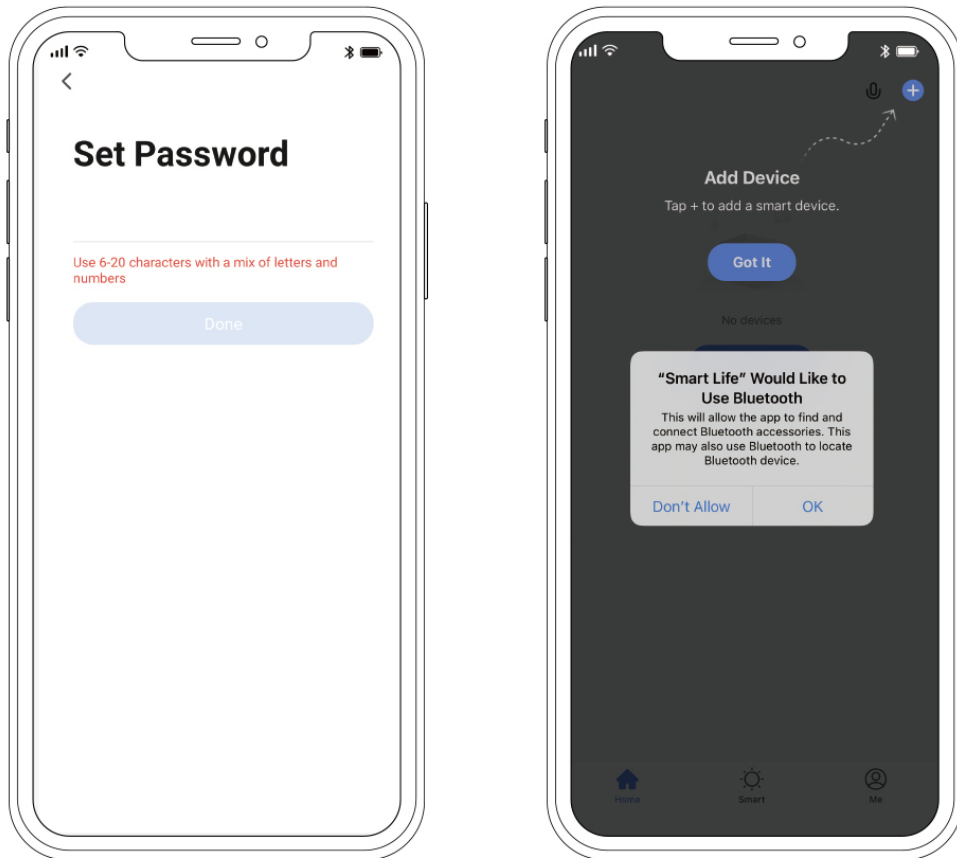 Set Password
Use 6-20 characters with a mix of letters and
numbers
Done
Add Device
Tap + to add a smart device.
Got It
No devices
“Smart Life” Would Like to
Use Bluetooth
This will allow the app to find and
connect Bluetooth accessories. This
app may also use Bluetooth to locate
Bluetooth device.
Don't Allow
OK
Home
Smart
Me